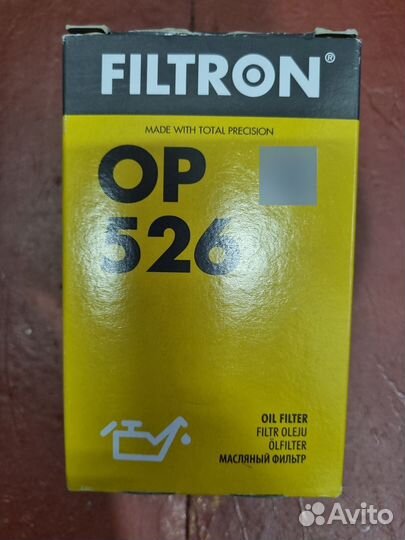 FILTRON®
MADE WITH TOTAL PRECISION
OP
526
OIL FILTER
FILTR OLEJU
ÖLFILTER
МАСЛЯНЫЙ ФИЛЬТР
Avito